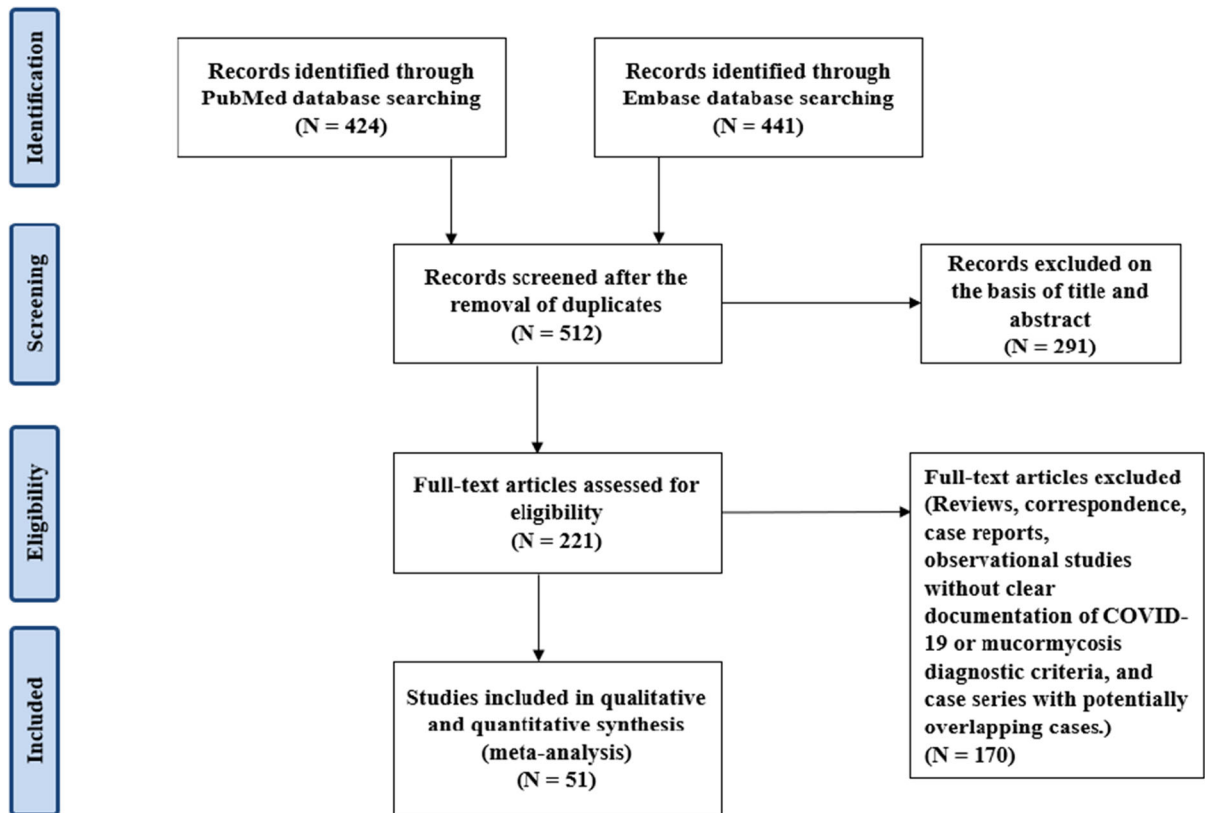 Identification
Records identified through
PubMed database searching
(N = 424)
Records identified through
Embase database searching
(N = 441)
Screening
Records screened after the
removal of duplicates
(N = 512)
Records excluded on
the basis of title and
abstract
(N = 291)
Eligibility
Full-text articles assessed for
eligibility
(N = 221)
Full-text articles excluded
(Reviews, correspondence,
case reports,
observational studies
without clear
documentation of COVID-
19 or mucormycosis
diagnostic criteria, and
case series with potentially
overlapping cases.)
(N = 170)
Included
Studies included in qualitative
and quantitative synthesis
(meta-analysis)
(N = 51)